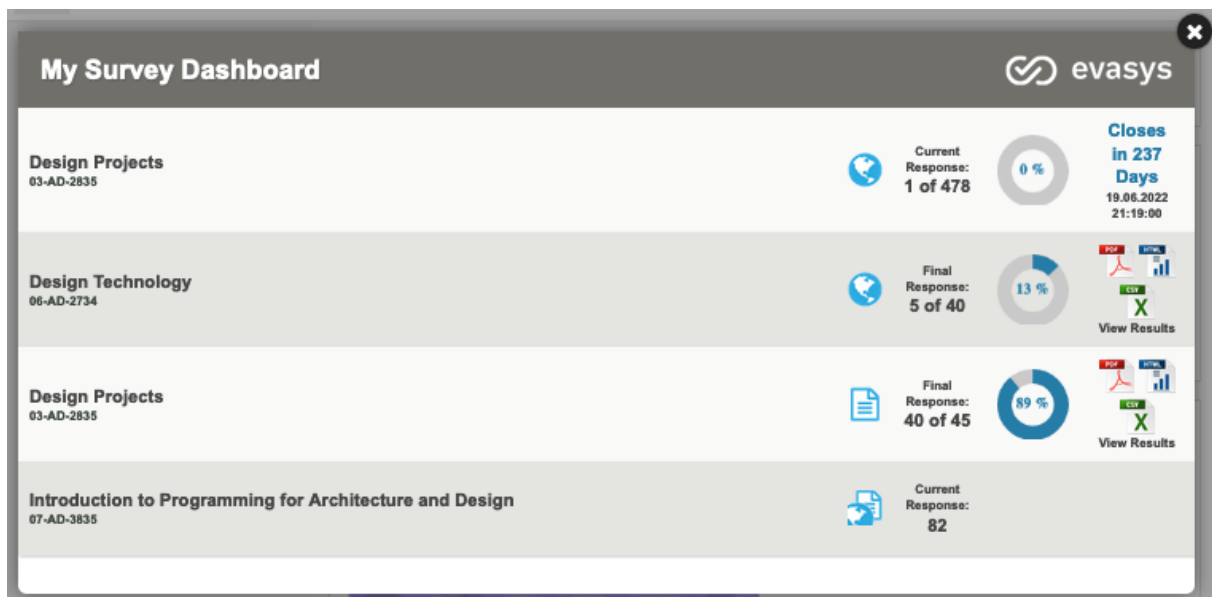 My Survey Dashboard
evasys
Design Projects
03-AD-2835
Current
Response:
1 of 478
0 %
Closes
in 237
Days
19.06.2022
21:19:00
Design Technology
06-AD-2734
Final
Response:
5 of 40
13 %
PDF HTML
CSV
X
View Results
Design Projects
03-AD-2835
Final
Response:
40 of 45
89 %
PDF HTML
CSV
X
View Results
Introduction to Programming for Architecture and Design
07-AD-3835
Current
Response:
82